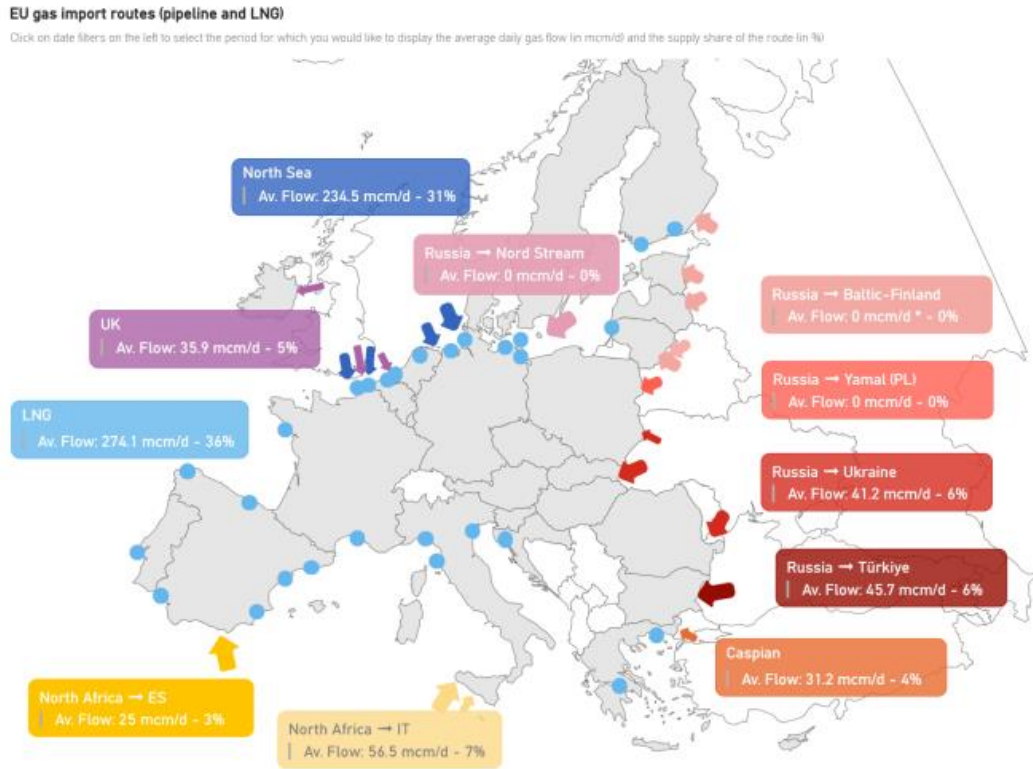 EU gas import routes (pipeline and LNG)
Click on date filters on the left to select the period for which you would like to display the average daily gas flow (in mcm/d) and the supply share of the route (in %)
North Sea
Av. Flow: 234.5 mcm/d - 31%
Russia → Nord Stream
Av. Flow: 0 mcm/d - 0%
Russia → Baltic-Finland
Av. Flow: 0 mcm/d * - 0%
UK
Av. Flow: 35.9 mcm/d - 5%
Russia → Yamal (PL)
Av. Flow: 0 mcm/d - 0%
LNG
Av. Flow: 274.1 mcm/d - 36%
Russia → Ukraine
Av. Flow: 41.2 mcm/d - 6%
Russia → Türkiye
Av. Flow: 45.7 mcm/d - 6%
Caspian
Av. Flow: 31.2 mcm/d - 4%
North Africa → ES
Av. Flow: 25 mcm/d - 3%
North Africa → IT
Av. Flow: 56.5 mcm/d - 7%